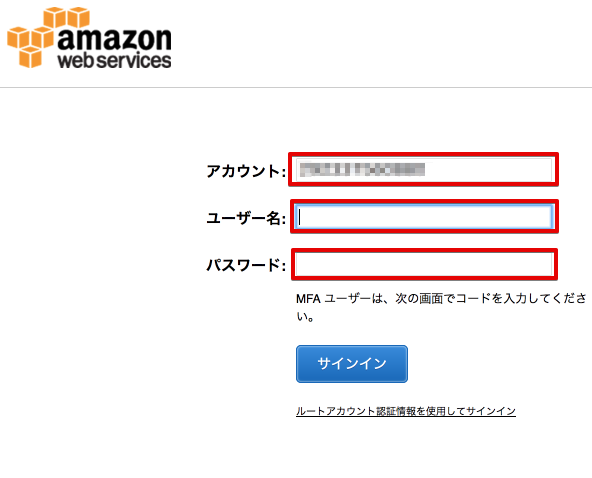 amazon
web services
アカウント:
ユーザー名:
パスワード:
MFA ユーザーは、次の画面でコードを入力してくださ
い。
サインイン
ルートアカウント認証情報を使用してサインイン